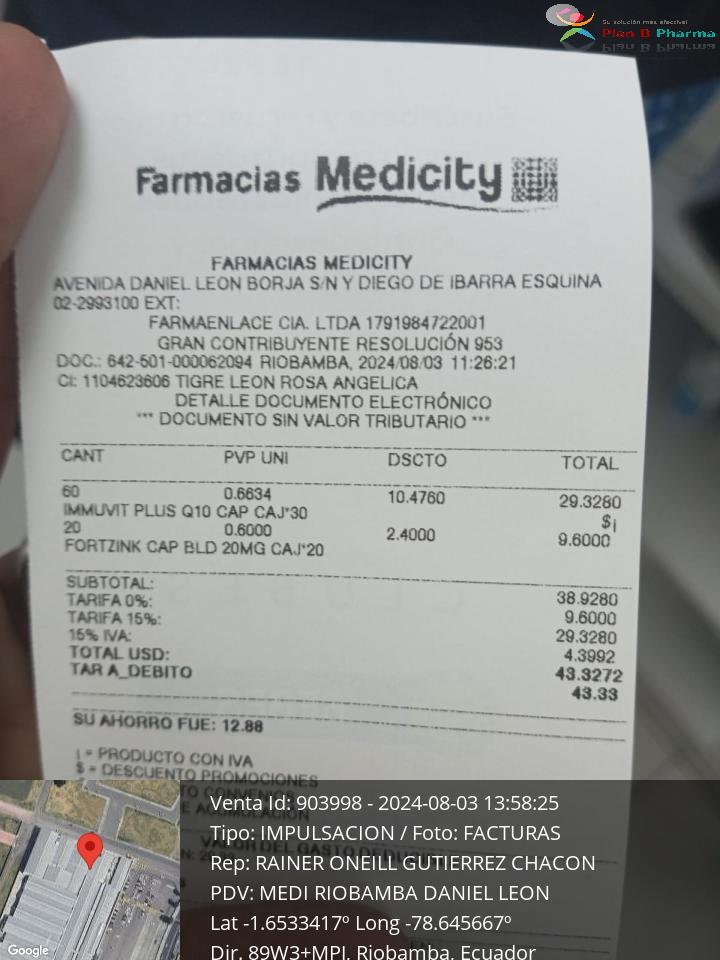 Su solución más efectiva!
Plan B Pharma
Farmacias Medicity
FARMACIAS MEDICITY
AVENIDA DANIEL LEON BORJA S/N Y DIEGO DE IBARRA ESQUINA
02-2993100 EXT:
FARMAENLACE CIA. LTDA 1791984722001
GRAN CONTRIBUYENTE RESOLUCIÓN 953
DOC.: 642-501-000062094 RIOBAMBA, 2024/08/03 11:26:21
CI: 1104623606 TIGRE LEON ROSA ANGELICA
DETALLE DOCUMENTO ELECTRÓNICO
*** DOCUMENTO SIN VALOR TRIBUTARIO ***
CANT PVP UNI DSCTO TOTAL
60 0.6634 10.4760 29.3280
IMMUVIT PLUS Q10 CAP CAJ*30 $¡
20 0.6000 2.4000 9.6000
FORTZINK CAP BLD 20MG CAJ*20
SUBTOTAL: 38.9280
TARIFA 0%: 9.6000
TARIFA 15%: 29.3280
15% IVA: 4.3992
TOTAL USD: 43.3272
TAR A_DEBITO 43.33
SU AHORRO FUE: 12.88
¡ = PRODUCTO CON IVA
$ = DESCUENTO PROMOCIONES
Venta Id: 903998 - 2024-08-03 13:58:25
Tipo: IMPULSACION / Foto: FACTURAS
Rep: RAINER ONEILL GUTIERREZ CHACON
PDV: MEDI RIOBAMBA DANIEL LEON
Lat -1.6533417º Long -78.645667º
Dir. 89W3+MPJ, Riobamba, Ecuador
Google